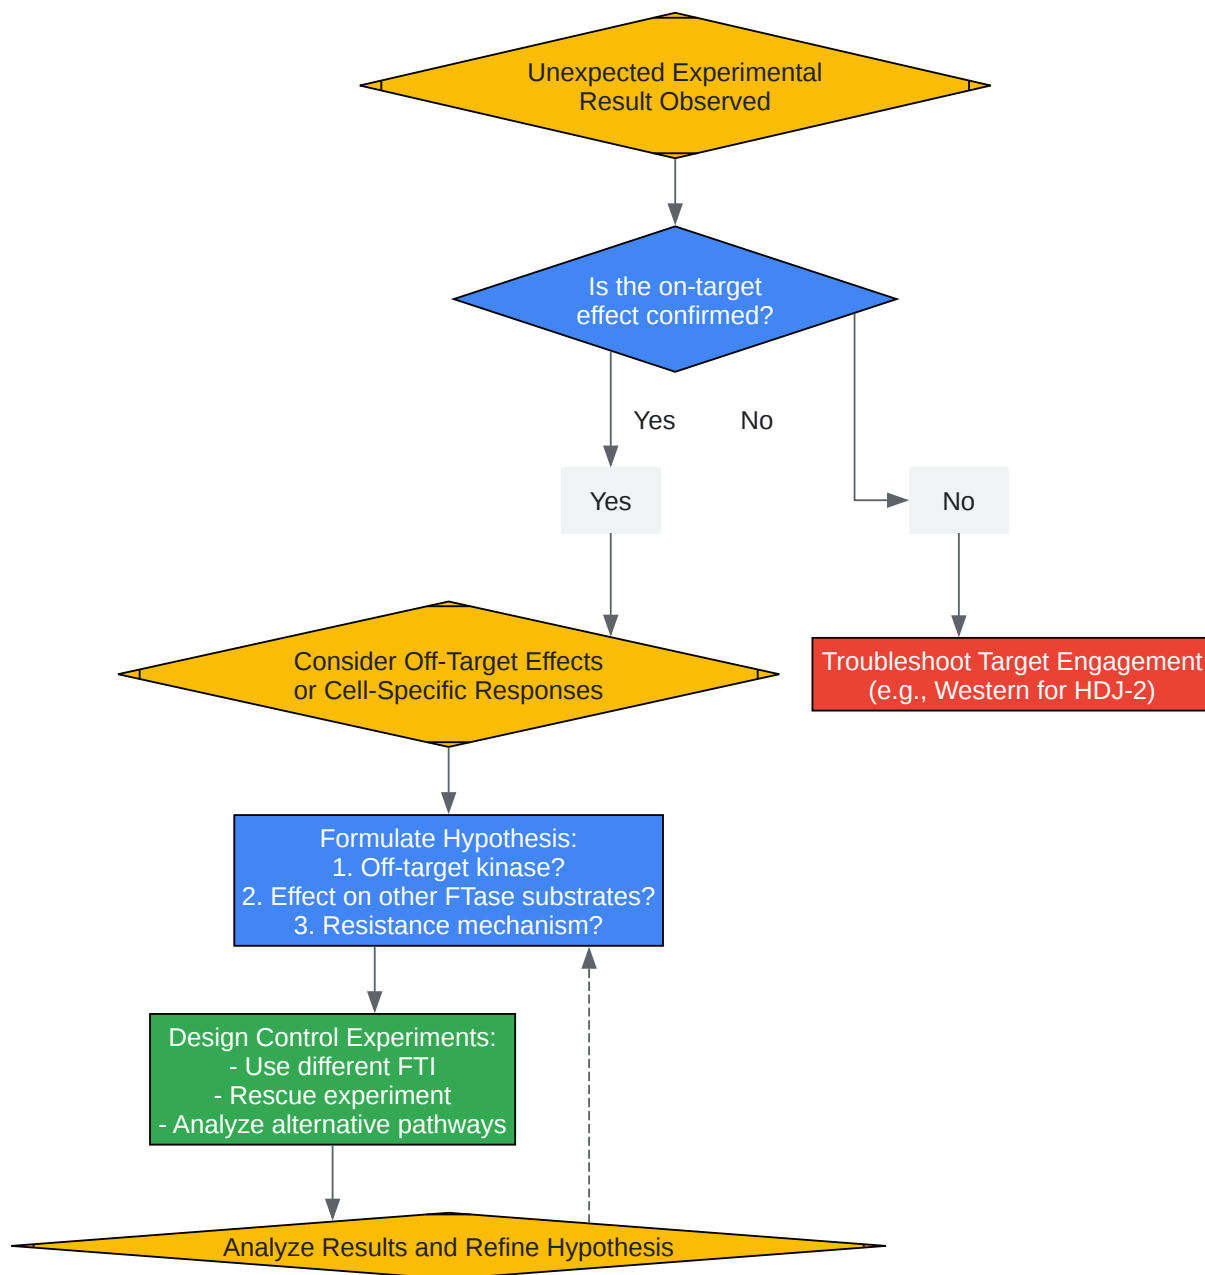 Unexpected Experimental
Result Observed
Is the on-target
effect confirmed?
Yes
No
Yes
No
Consider Off-Target Effects
or Cell-Specific Responses
Troubleshoot Target Engagement
(e.g., Western for HDJ-2)
Formulate Hypothesis:
1. Off-target kinase?
2. Effect on other FTase substrates?
3. Resistance mechanism?
Design Control Experiments:
- Use different FTI
- Rescue experiment
- Analyze alternative pathways
Analyze Results and Refine Hypothesis